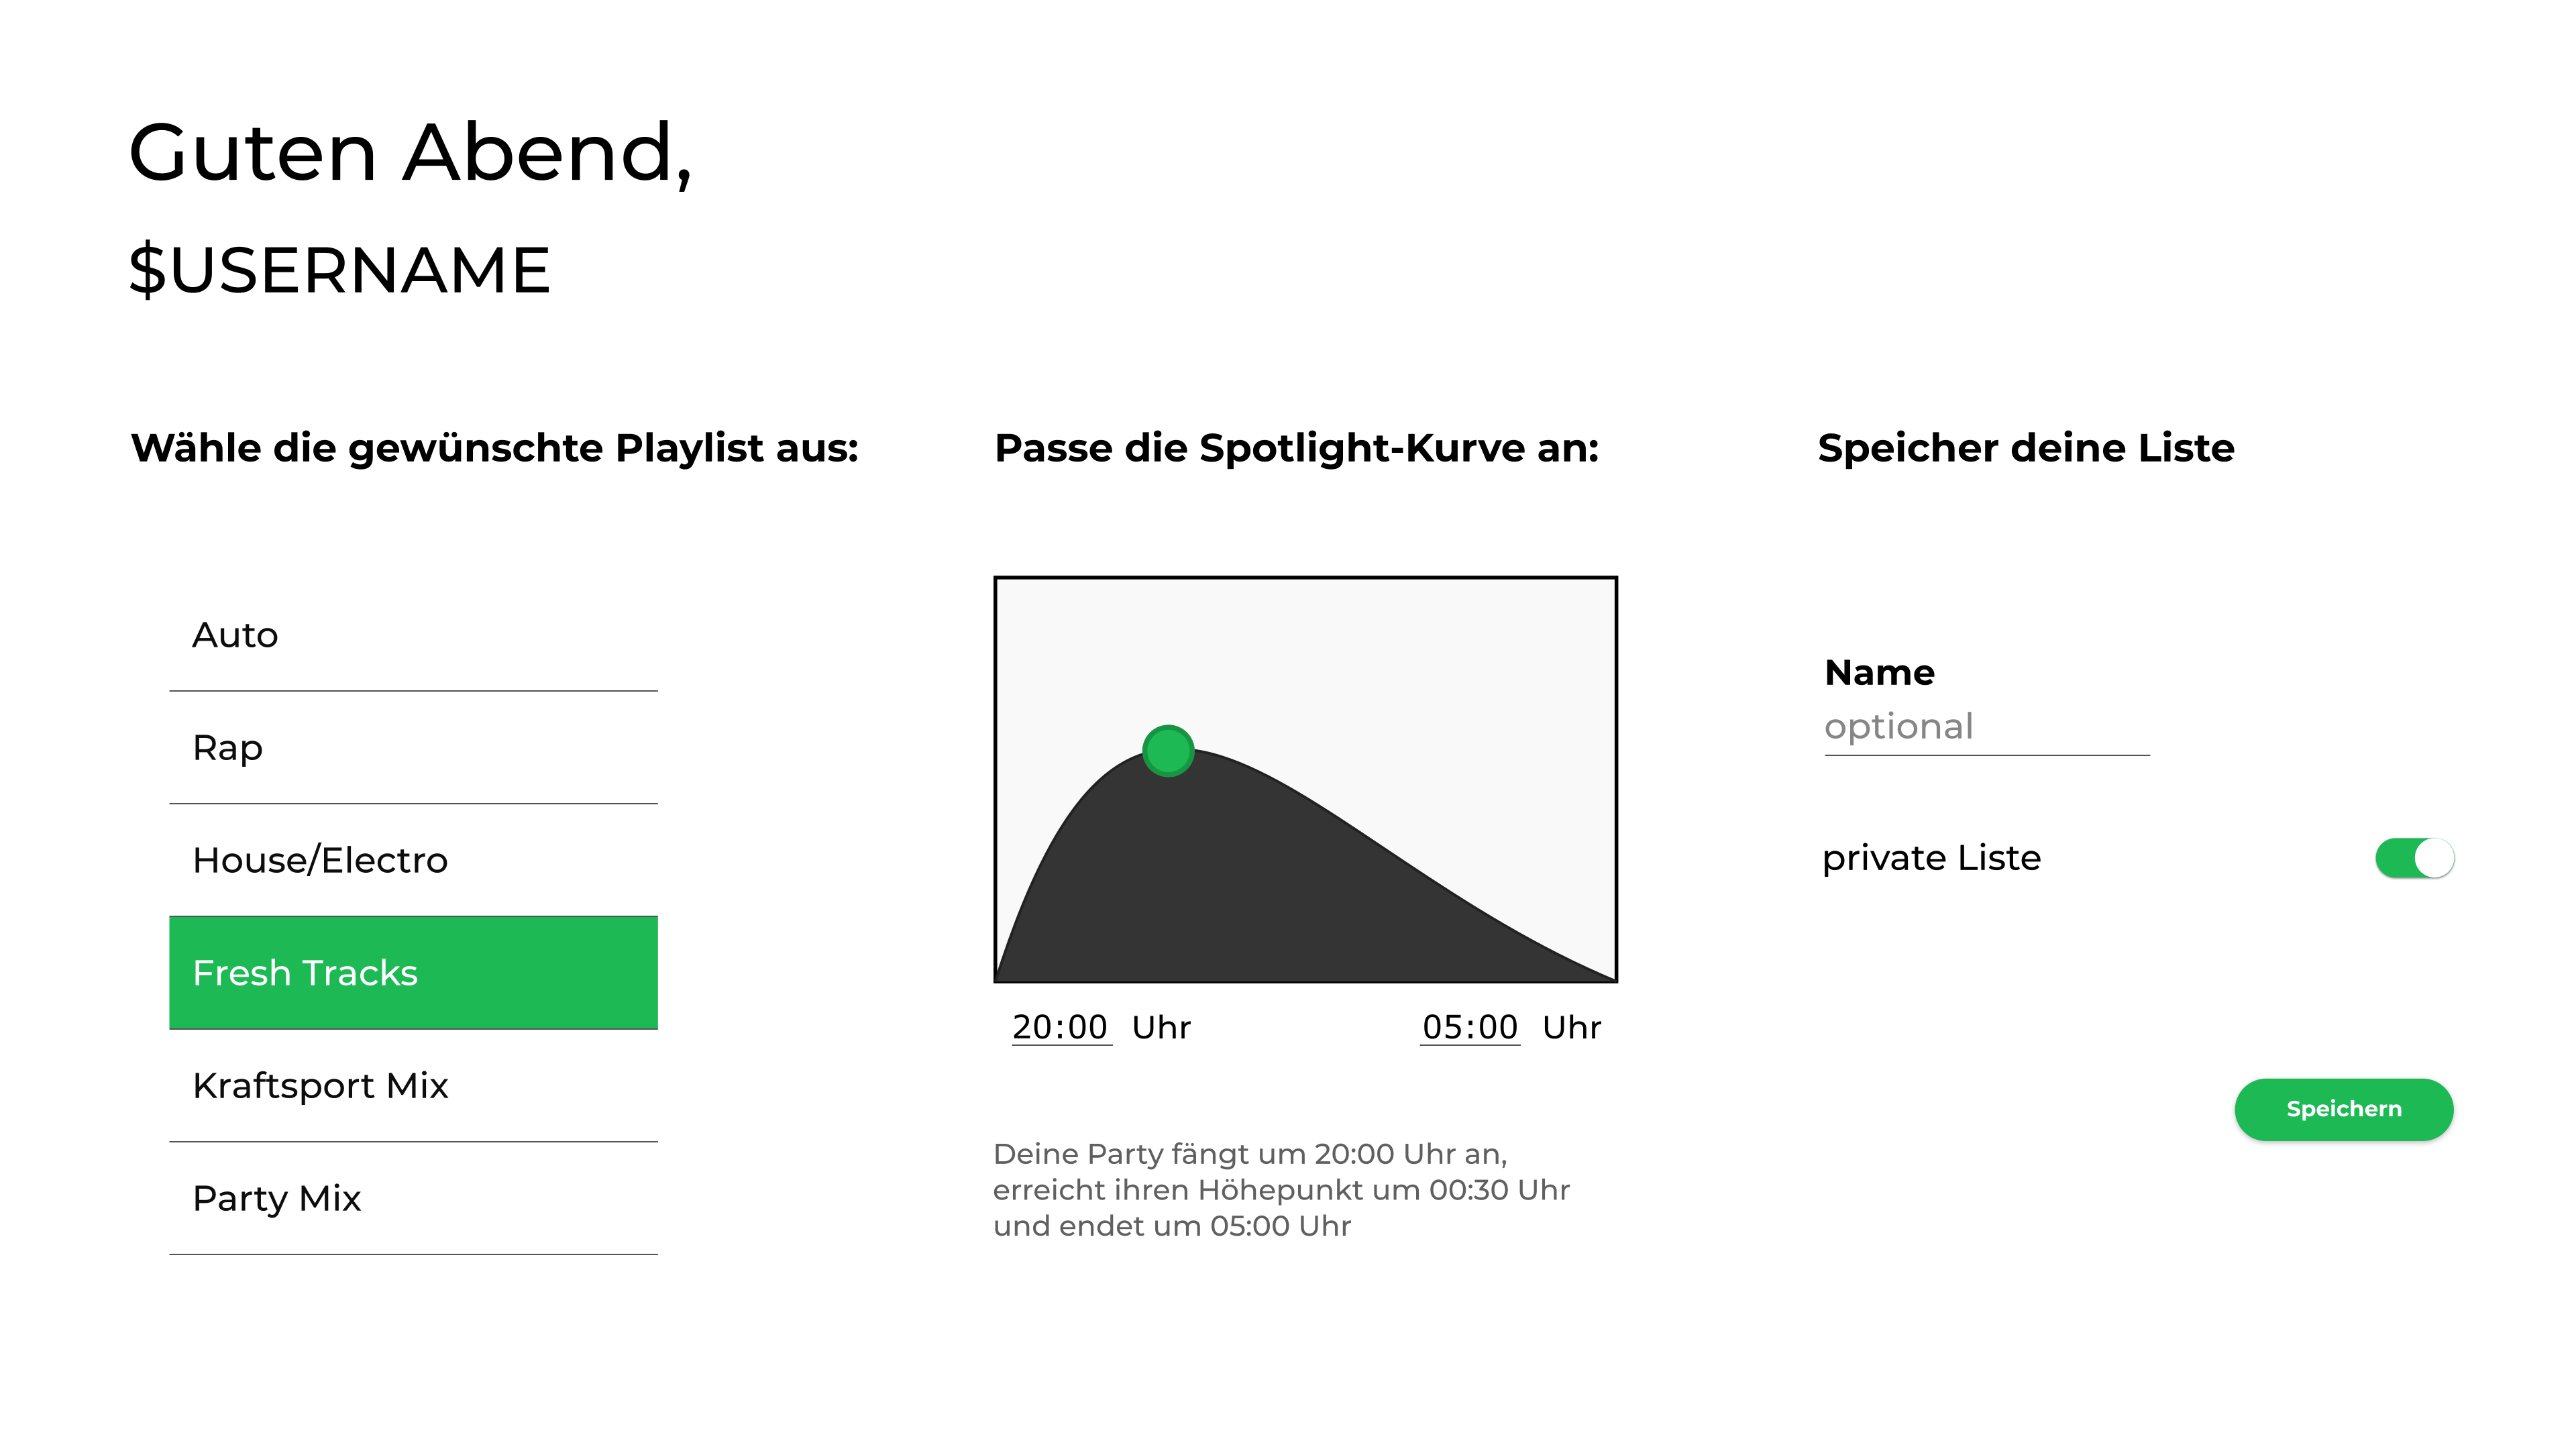 Guten Abend,
$USERNAME
Wähle die gewünschte Playlist aus:
Auto
Rap
House/Electro
Fresh Tracks
Kraftsport Mix
Party Mix
Passe die Spotlight-Kurve an:
20:00 Uhr
05:00 Uhr
Deine Party fängt um 20:00 Uhr an,
erreicht ihren Höhepunkt um 00:30 Uhr
und endet um 05:00 Uhr
Speicher deine Liste
Name
optional
private Liste
Speichern